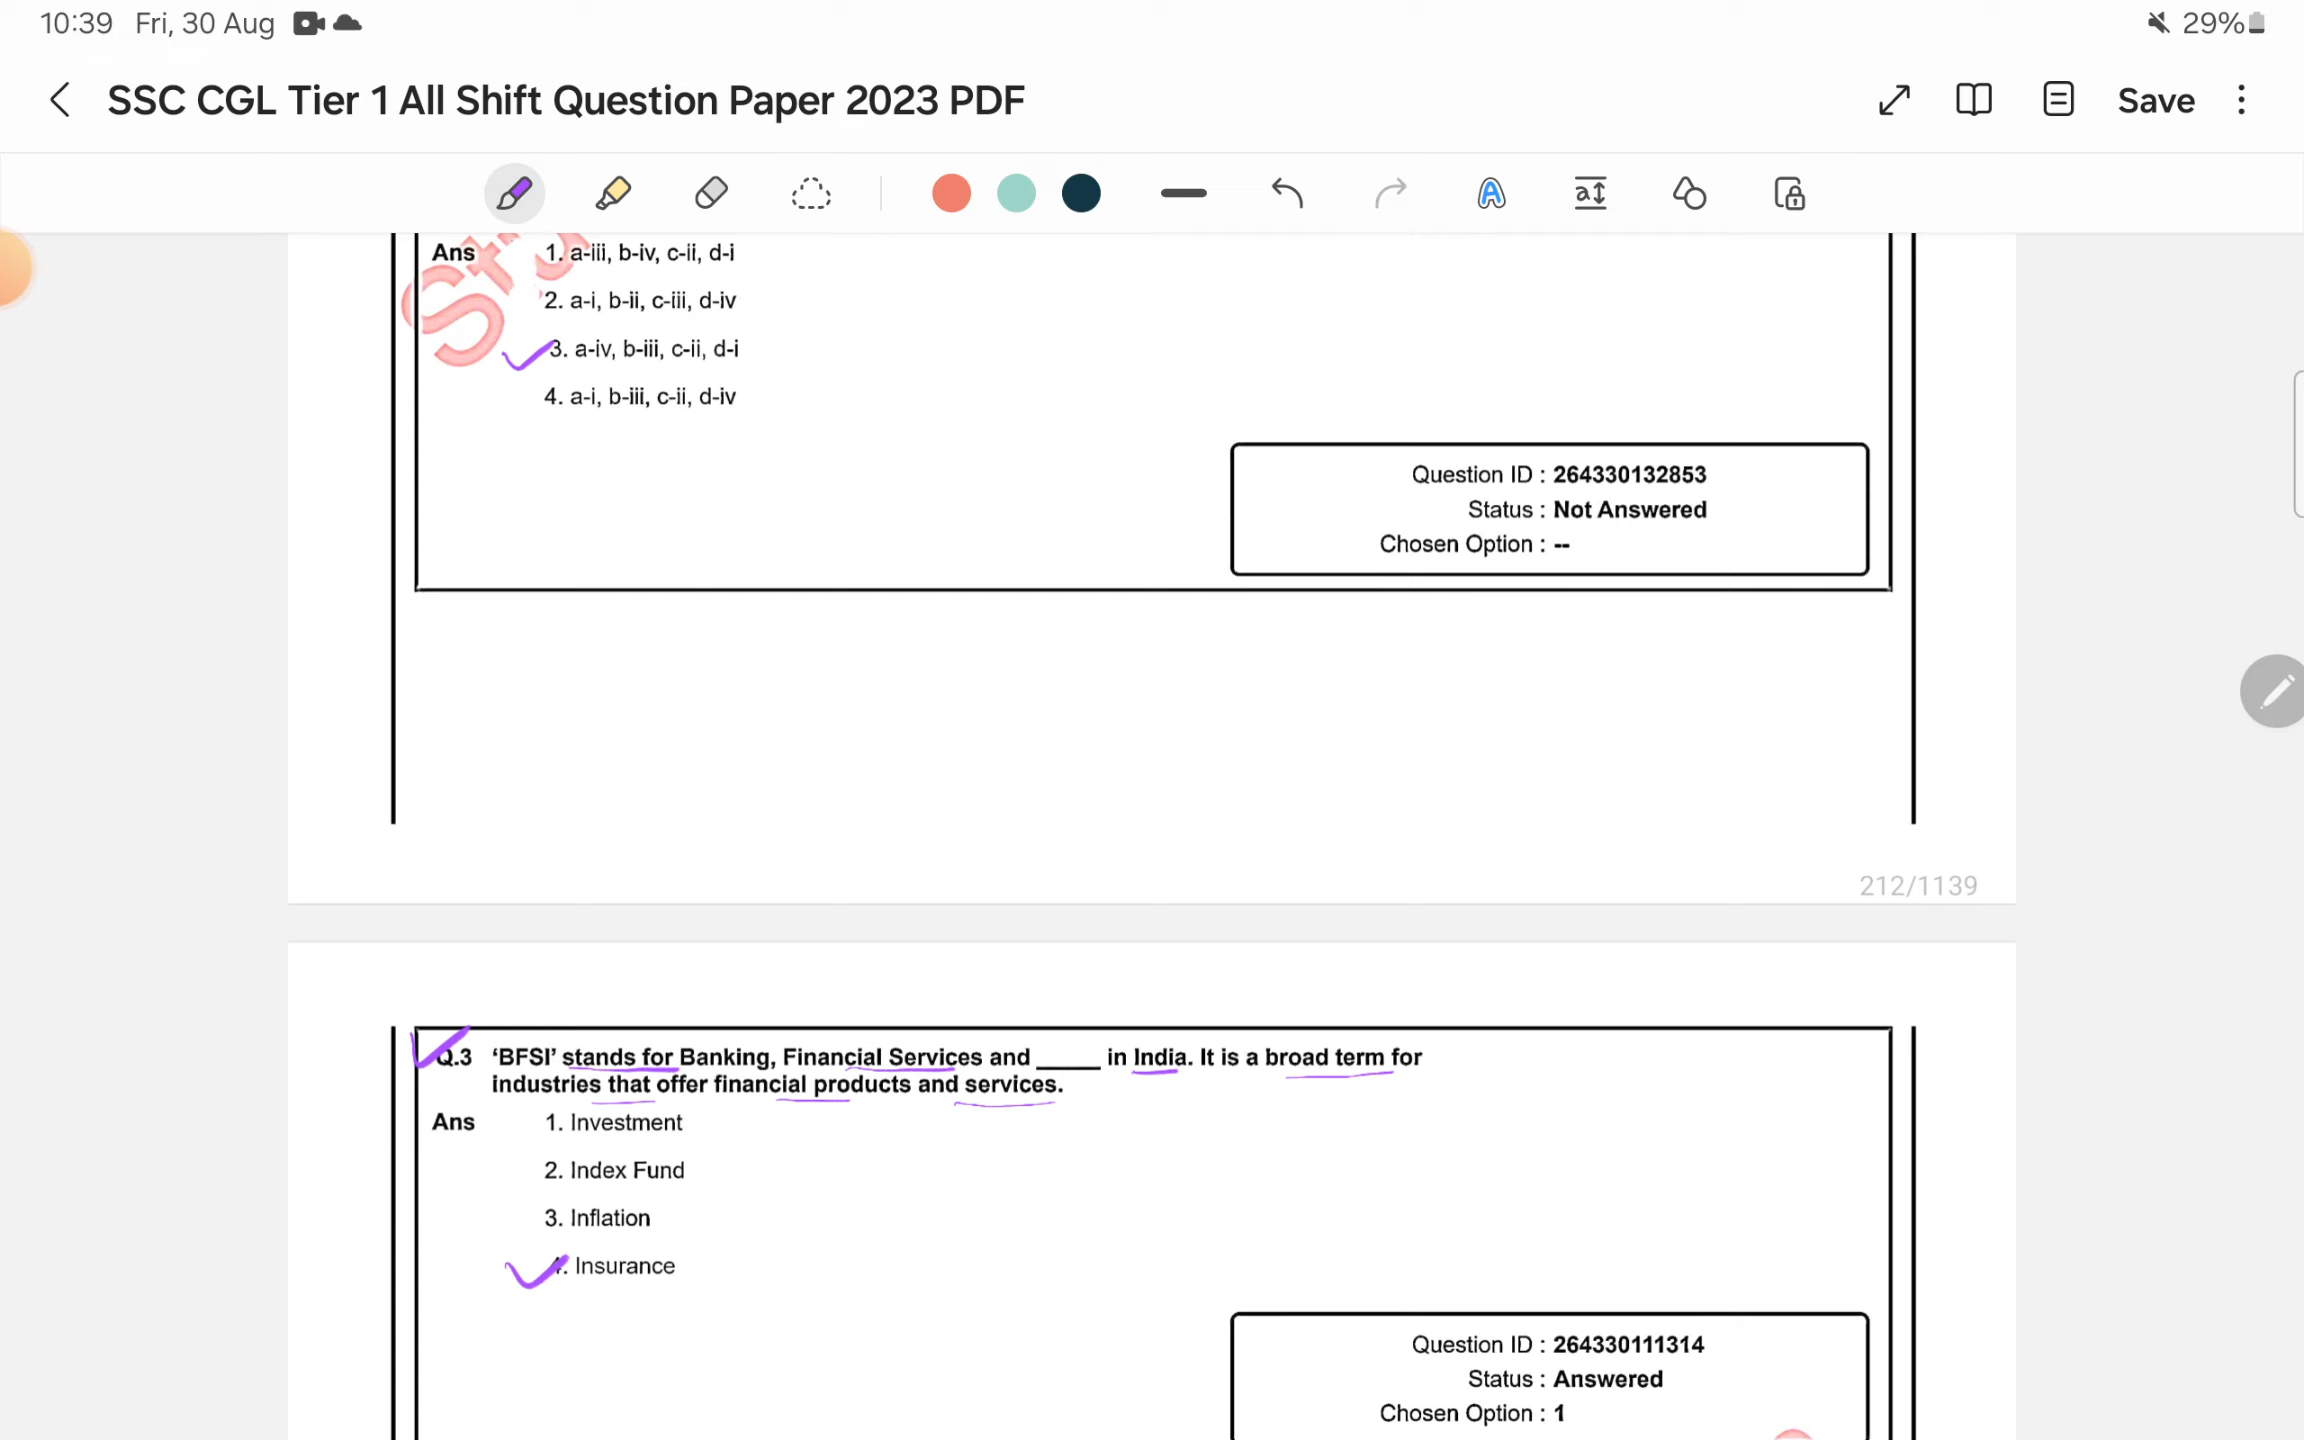 10:39 Fri, 30 Aug 29%
SSC CGL Tier 1 All Shift Question Paper 2023 PDF Save
Ans 1. a-iii, b-iv, c-ii, d-i
2. a-i, b-ii, c-iii, d-iv
3. a-iv, b-iii, c-ii, d-i
4. a-i, b-iii, c-ii, d-iv
Question ID : 264330132853
Status : Not Answered
Chosen Option : --
212/1139
Q.3 ‘BFSI’ stands for Banking, Financial Services and _____ in India. It is a broad term for
industries that offer financial products and services.
Ans 1. Investment
2. Index Fund
3. Inflation
4. Insurance
Question ID : 264330111314
Status : Answered
Chosen Option : 1